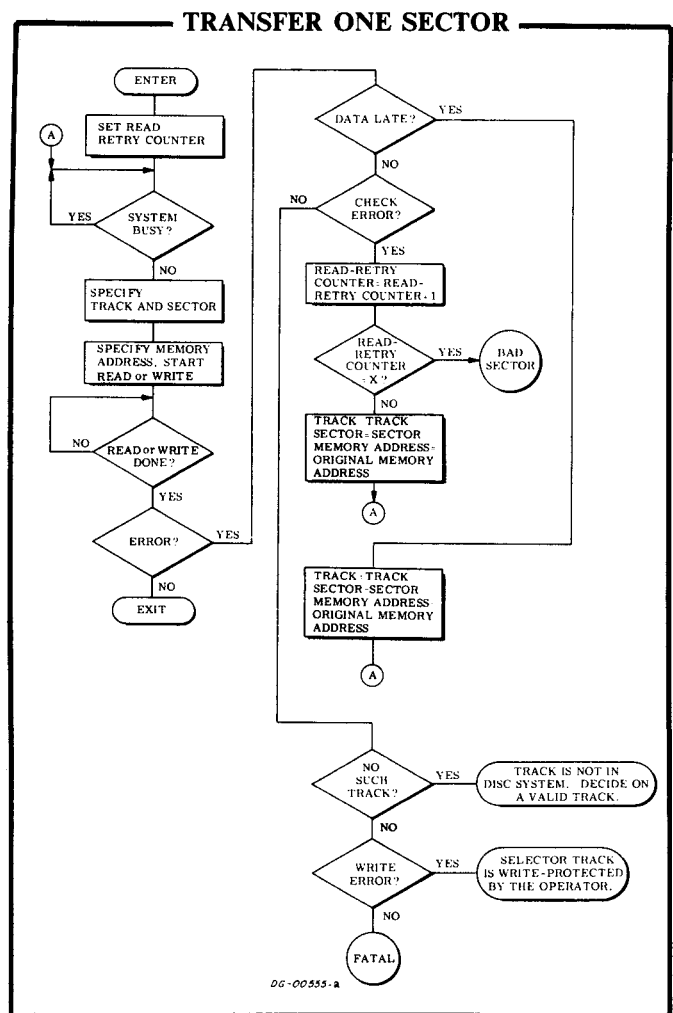 TRANSFER ONE SECTOR
ENTER
SET READ
RETRY COUNTER
A
YES
SYSTEM
BUSY?
NO
SPECIFY
TRACK AND SECTOR
SPECIFY MEMORY
ADDRESS, START
READ or WRITE
NO
READ or WRITE
DONE?
YES
ERROR?
YES
NO
EXIT
DATA LATE?
YES
NO
NO
CHECK
ERROR?
YES
READ-RETRY
COUNTER=READ-
RETRY COUNTER+1
READ-
RETRY
COUNTER
=X?
YES
BAD
SECTOR
NO
TRACK TRACK
SECTOR=SECTOR
MEMORY ADDRESS=
ORIGINAL MEMORY
ADDRESS
A
TRACK=TRACK
SECTOR=SECTOR
MEMORY ADDRESS
ORIGINAL MEMORY
ADDRESS
A
NO
SUCH
TRACK?
YES
TRACK IS NOT IN
DISC SYSTEM. DECIDE ON
A VALID TRACK.
NO
WRITE
ERROR?
YES
SELECTOR TRACK
IS WRITE-PROTECTED
BY THE OPERATOR.
NO
FATAL
DG-00555-a